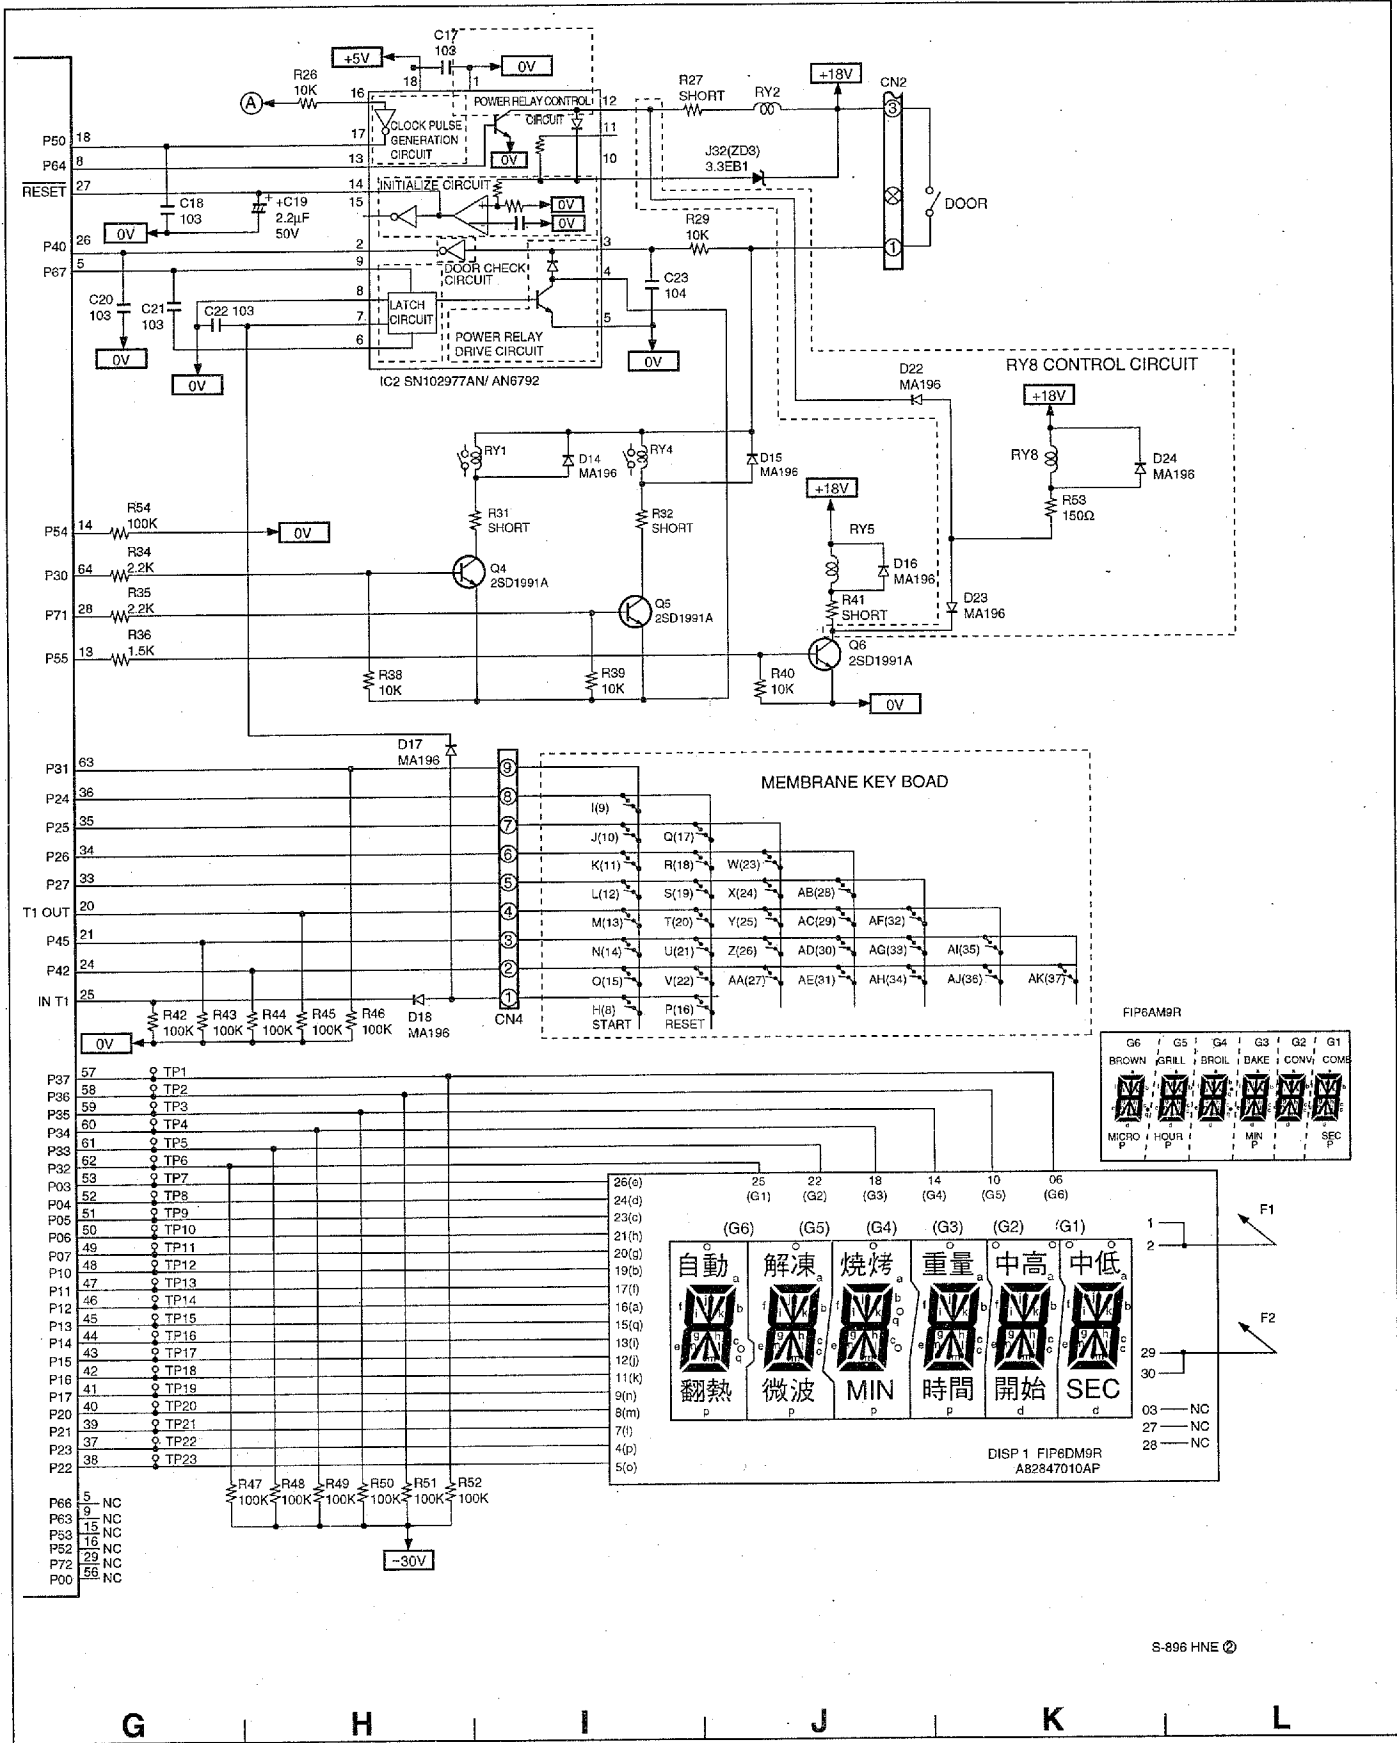 C17
103
+5V
0V
18
1
R26
10K
A
16
POWER RELAY CONTROL
CIRCUIT
12
R27
SHORT
RY2
+18V
CN2
3
17
CLOCK PULSE
GENERATION
CIRCUIT
11
0V
P50 18
P64 8
13
10
J32(ZD3)
3.3EB1
RESET 27
14
INITIALIZE CIRCUIT
15
0V
0V
C18
103
+C19
2.2µF
50V
0V
DOOR
R29
10K
1
P40 26
2
3
P67 5
9
DOOR CHECK
CIRCUIT
4
C23
104
C20
103
C21
103
C22 103
8
7
6
LATCH
CIRCUIT
5
POWER RELAY
DRIVE CIRCUIT
0V
0V
0V
IC2 SN102977AN/ AN6792
RY8 CONTROL CIRCUIT
D22
MA196
+18V
RY1
D14
MA196
RY4
D15
MA196
RY8
D24
MA196
R53
150Ω
+18V
R31
SHORT
R32
SHORT
RY5
D16
MA196
R41
SHORT
D23
MA196
P54 14
R54
100K
0V
P30 64
R34
2.2K
Q4
2SD1991A
P71 28
R35
2.2K
Q5
2SD1991A
P55 13
R36
1.5K
Q6
2SD1991A
R38
10K
R39
10K
R40
10K
0V
D17
MA196
MEMBRANE KEY BOAD
P31 63
9
P24 36
8
I(9)
P25 35
7
J(10) Q(17)
P26 34
6
K(11) R(18) W(23)
P27 33
5
L(12) S(19) X(24) AB(28)
T1 OUT 20
4
M(13) T(20) Y(25) AC(29) AF(32)
P45 21
3
N(14) U(21) Z(26) AD(30) AG(33) AI(35)
P42 24
2
O(15) V(22) AA(27) AE(31) AH(34) AJ(36) AK(37)
IN T1 25
1
H(8) P(16)
START RESET
CN4
D18
MA196
R42
100K
R43
100K
R44
100K
R45
100K
R46
100K
0V
FIP6AM9R
G6 G5 G4 G3 G2 G1
BROWN GRILL BROIL BAKE CONV COMB
MICRO HOUR MIN SEC
P P P P
P37 57 TP1
P36 58 TP2
P35 59 TP3
P34 60 TP4
P33 61 TP5
P32 62 TP6
P03 53 TP7 26(e)
P04 52 TP8 24(d)
P05 51 TP9 23(c)
P06 50 TP10 21(h)
P07 49 TP11 20(g)
P10 48 TP12 19(b)
P11 47 TP13 17(f)
P12 46 TP14 16(a)
P13 45 TP15 15(q)
P14 44 TP16 13(i)
P15 43 TP17 12(j)
P16 42 TP18 11(k)
P17 41 TP19 9(n)
P20 40 TP20 8(m)
P21 39 TP21 7(l)
P23 37 TP22 4(p)
P22 38 TP23 5(o)
25 22 18 14 10 06
(G1) (G2) (G3) (G4) (G5) (G6)
(G6) (G5) (G4) (G3) (G2) (G1)
自動 解凍 焼烤 重量 中高 中低
翻熱 微波 MIN 時間 開始 SEC
p p p p d d
1
2
F1
F2
29
30
03 NC
27 NC
28 NC
DISP 1 FIP6DM9R
A82847010AP
R47
100K
R48
100K
R49
100K
R50
100K
R51
100K
R52
100K
-30V
P66 5 NC
P63 9 NC
P53 15 NC
P52 16 NC
P72 29 NC
P00 56 NC
S-896 HNE ②
G H I J K L